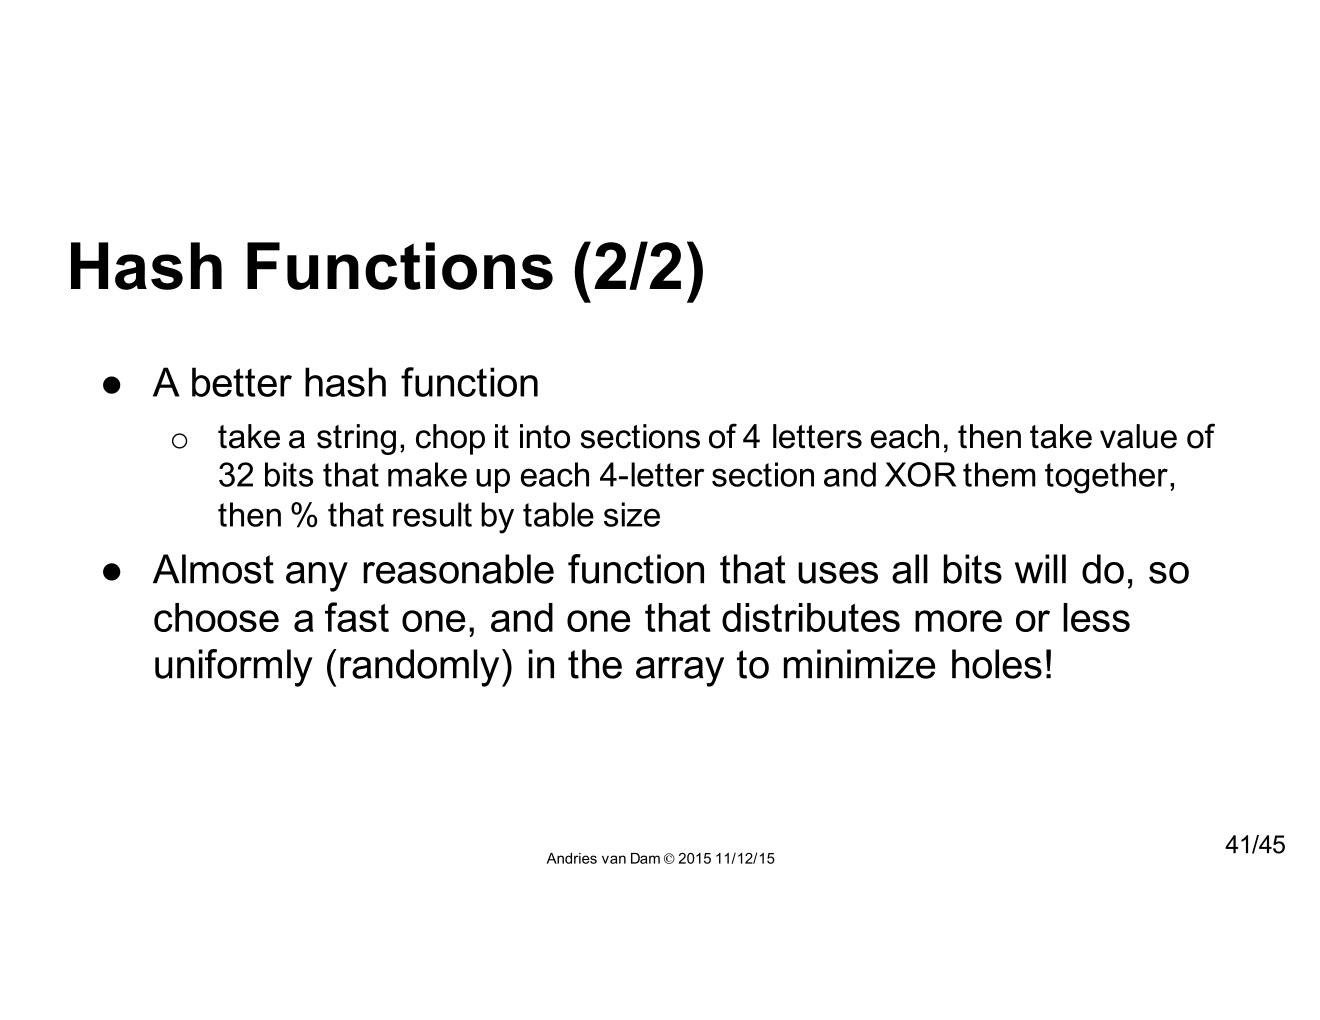 Hash Functions (2/2)
● A better hash function
○ take a string, chop it into sections of 4 letters each, then take value of
32 bits that make up each 4-letter section and XOR them together,
then % that result by table size
● Almost any reasonable function that uses all bits will do, so
choose a fast one, and one that distributes more or less
uniformly (randomly) in the array to minimize holes!
41/45
Andries van Dam © 2015 11/12/15